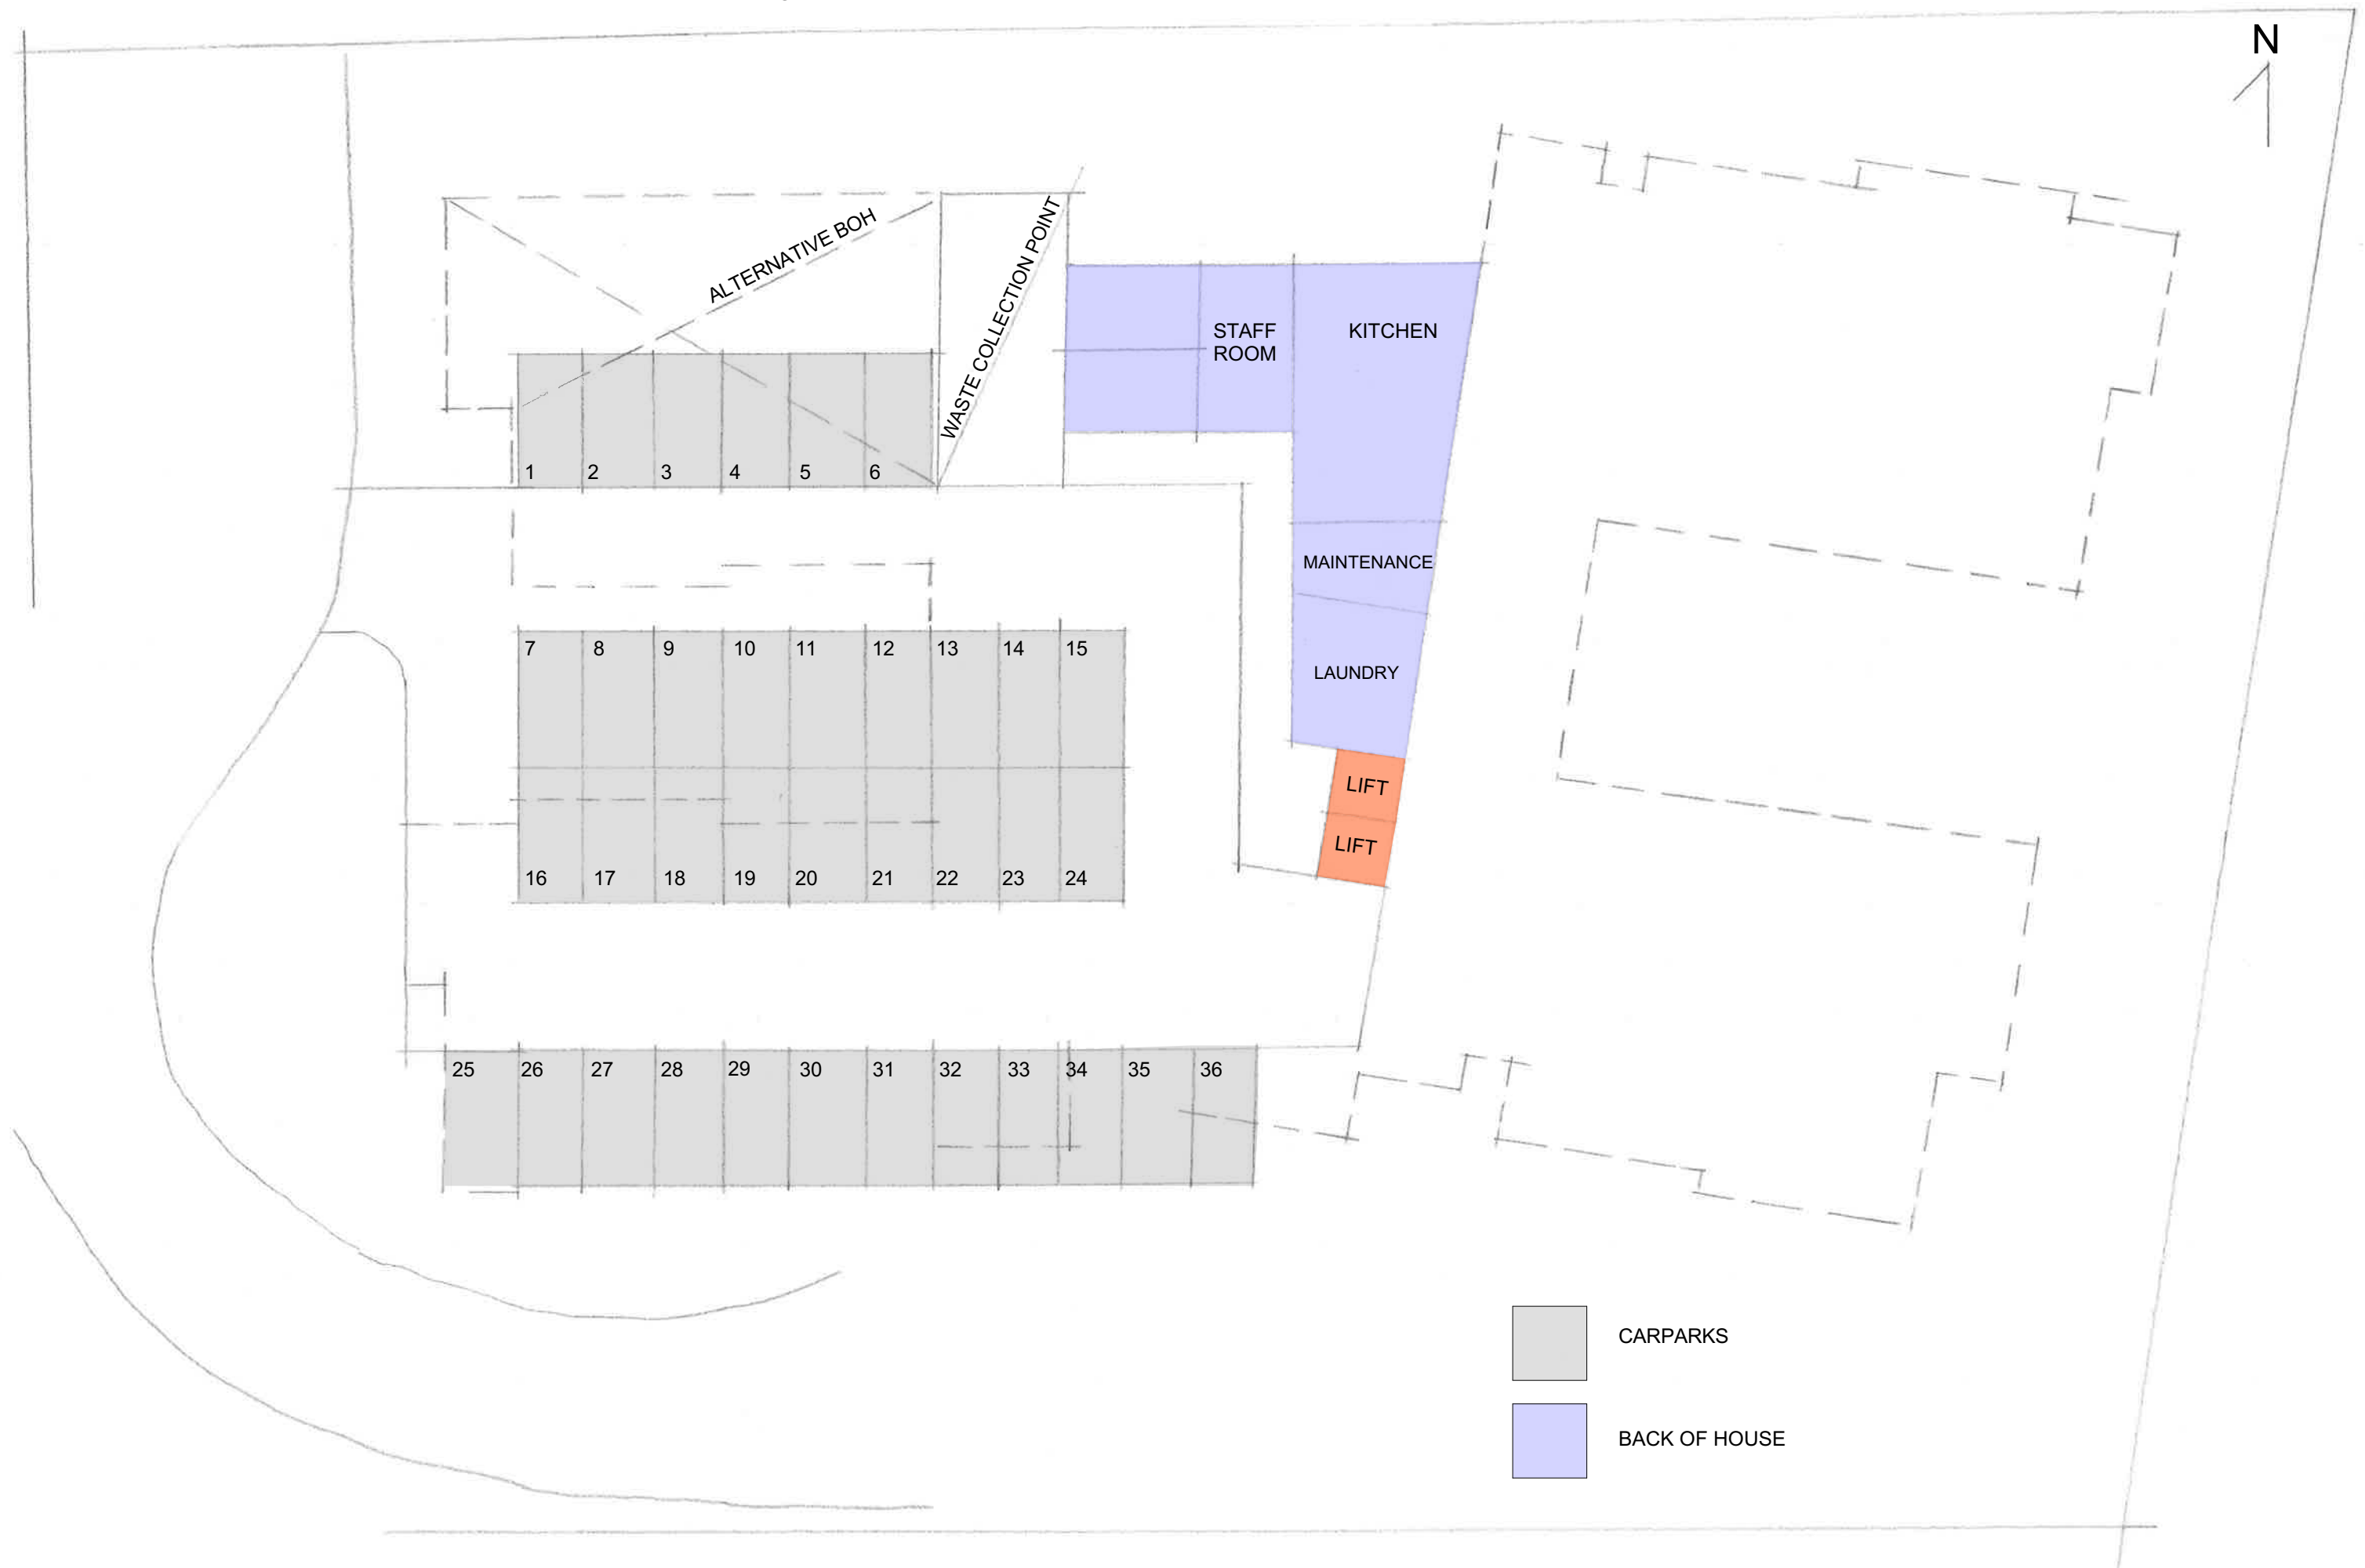 N
ALTERNATIVE BOH
WASTE COLLECTION POINT
STAFF
ROOM
KITCHEN
1 2 3 4 5 6
MAINTENANCE
7 8 9 10 11 12 13 14 15
LAUNDRY
LIFT
LIFT
16 17 18 19 20 21 22 23 24
25 26 27 28 29 30 31 32 33 34 35 36
CARPARKS
BACK OF HOUSE